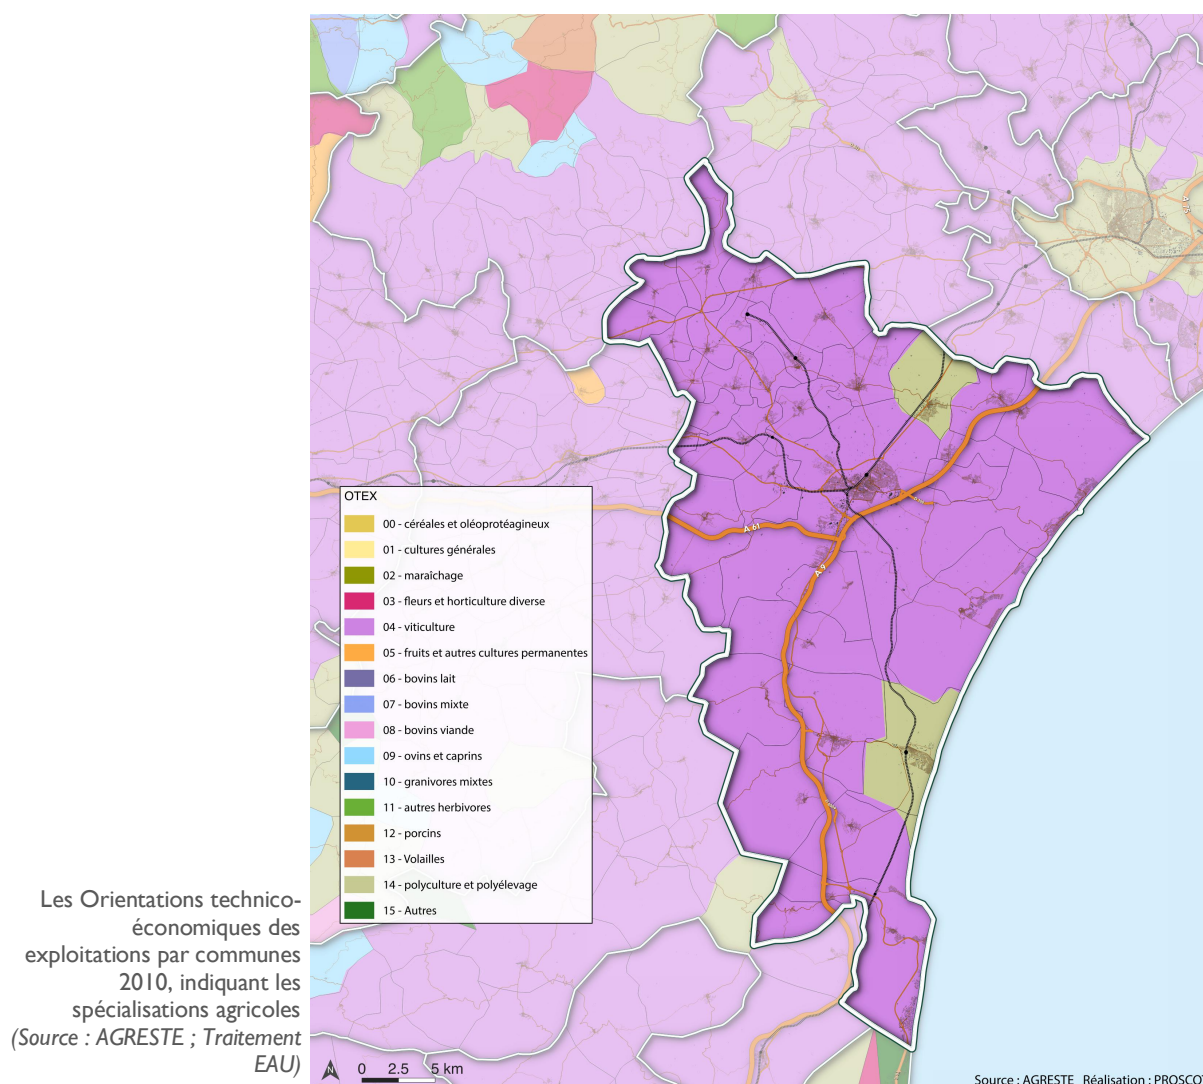 A 75
A 61
A 9
OTEX
00 - céréales et oléoprotéagineux
01 - cultures générales
02 - maraîchage
03 - fleurs et horticulture diverse
04 - viticulture
05 - fruits et autres cultures permanentes
06 - bovins lait
07 - bovins mixte
08 - bovins viande
09 - ovins et caprins
10 - granivores mixtes
11 - autres herbivores
12 - porcins
13 - Volailles
14 - polyculture et polyélevage
15 - Autres
Les Orientations technico-
économiques des
exploitations par communes
2010, indiquant les
spécialisations agricoles
(Source : AGRESTE ; Traitement
EAU)
0 2.5 5 km
Source : AGRESTE Réalisation : PROSCOT